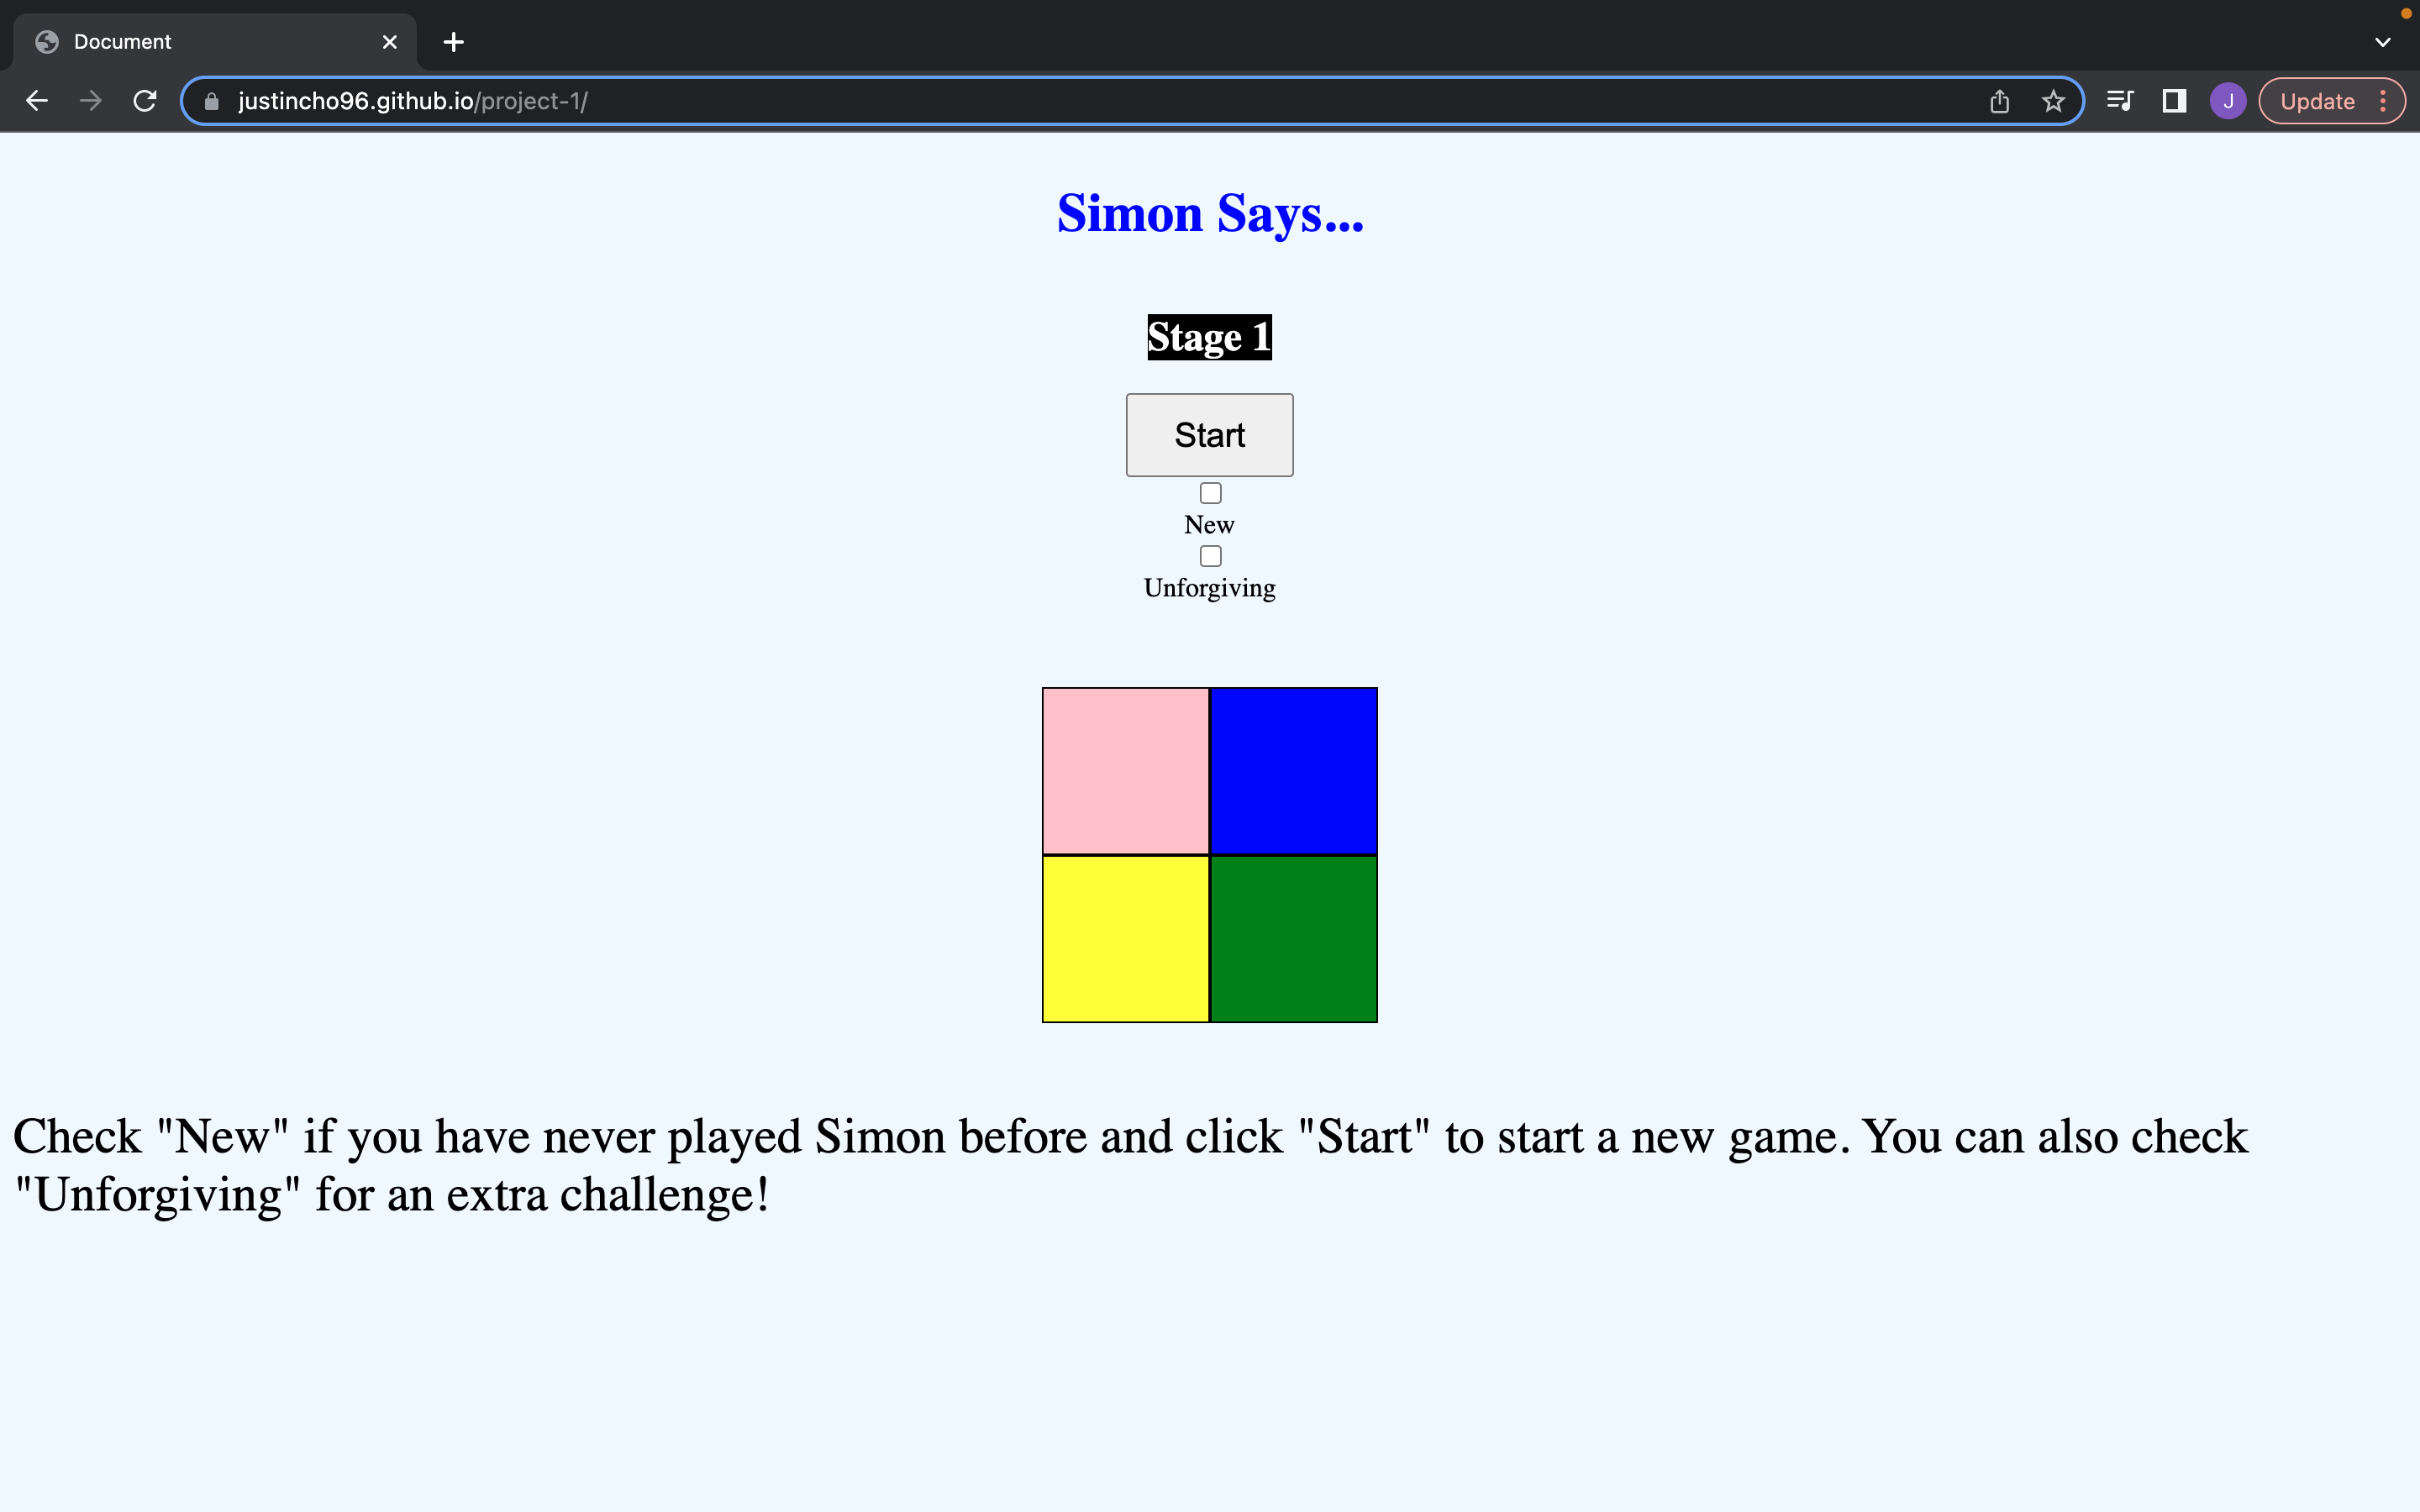 Document
justincho96.github.io/project-1/
J
Update
Simon Says...
Stage 1
Start
New
Unforgiving
Check "New" if you have never played Simon before and click "Start" to start a new game. You can also check
"Unforgiving" for an extra challenge!